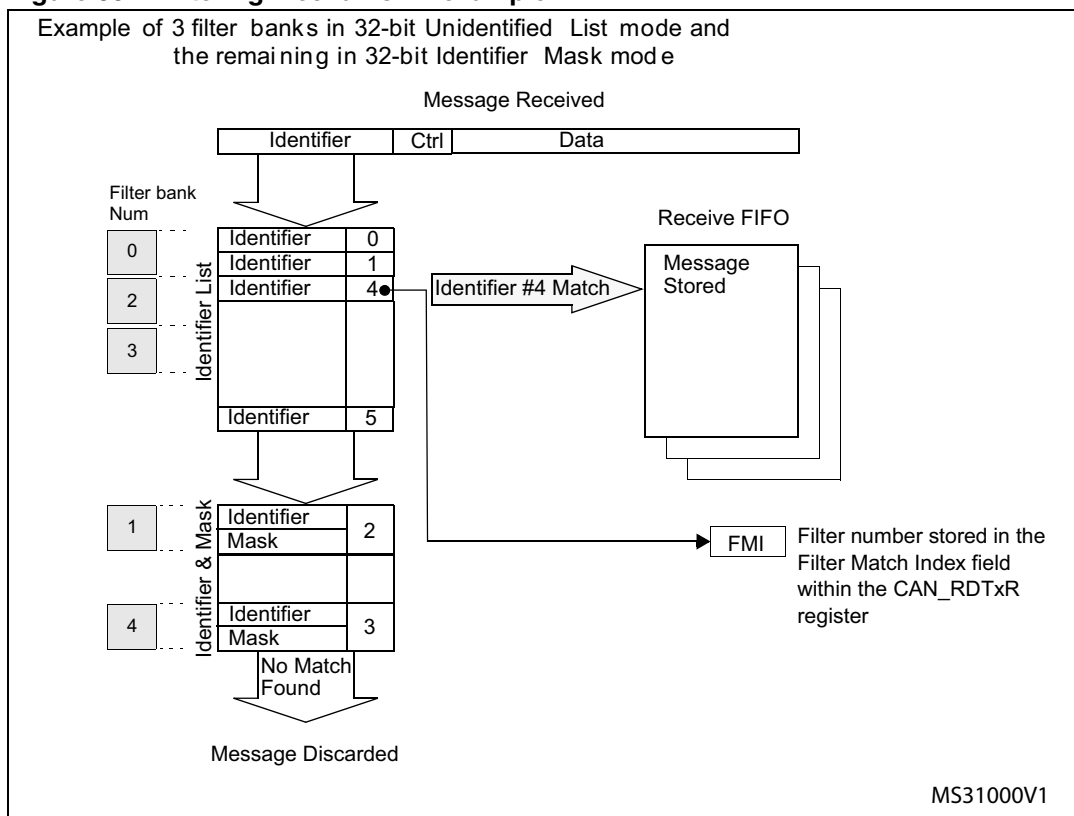 Example of 3 filter banks in 32-bit Unidentified List mode and
the remaining in 32-bit Identifier Mask mode
Message Received
Identifier Ctrl Data
Filter bank
Num
Receive FIFO
0
2
3
Identifier List
Identifier 0
Identifier 1
Identifier 4
Identifier 5
Identifier #4 Match
Message
Stored
1
4
Identifier & Mask
Identifier
Mask
2
Identifier
Mask
3
FMI
Filter number stored in the
Filter Match Index field
within the CAN_RDTxR
register
No Match
Found
Message Discarded
MS31000V1